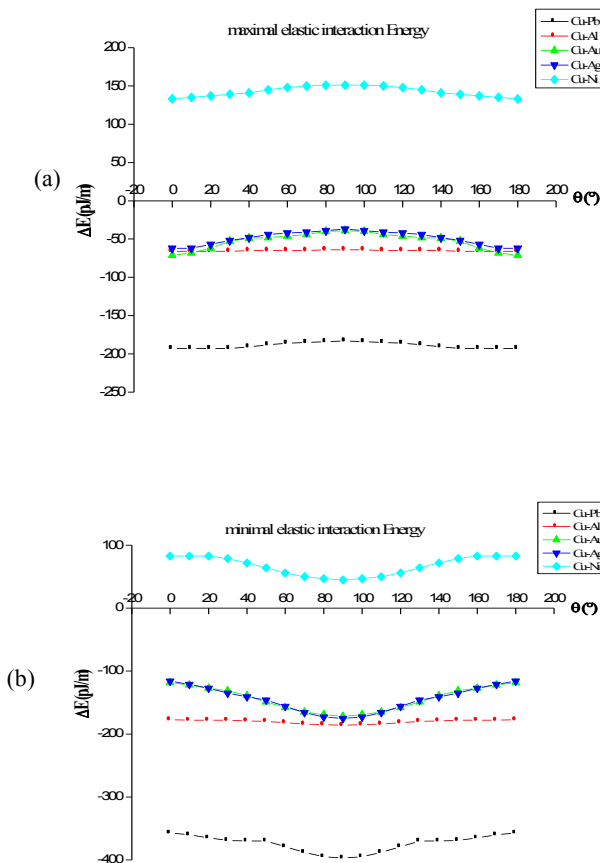 maximal elastic interaction Energy
Cu-Pb
Cu-Al
Cu-Au
Cu-Ag
Cu-Ni
200
150
100
50
0
-50
-100
-150
-200
-250
-20 0 20 40 60 80 100 120 140 160 180 200
θ(°)
ΔE(pJ/m)
(a)
minimal elastic interaction Energy
Cu-Pb
Cu-Al
Cu-Au
Cu-Ag
Cu-Ni
100
0
-100
-200
-300
-400
-20 0 20 40 60 80 100 120 140 160 180 200
θ(°)
ΔE(pJ/m)
(b)